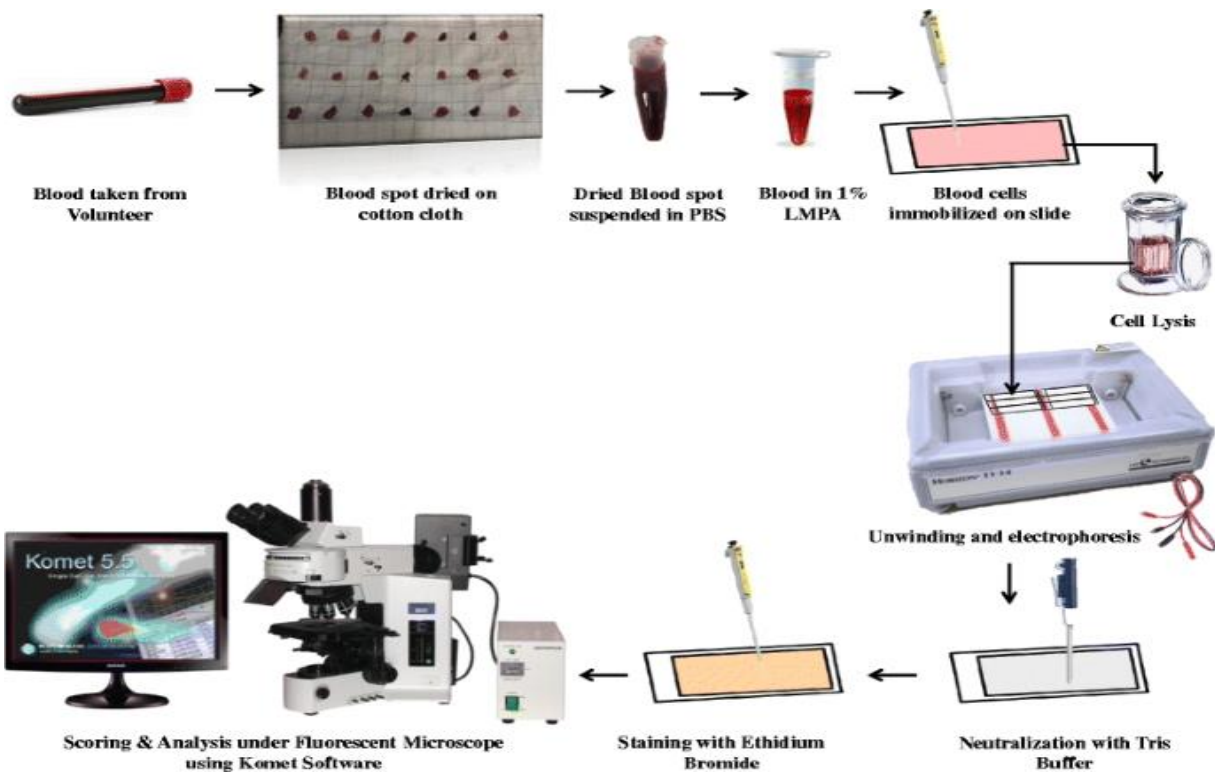 Blood taken from
Volunteer
Blood spot dried on
cotton cloth
Dried Blood spot
suspended in PBS
Blood in 1%
LMPA
Blood cells
immobilized on slide
Cell Lysis
Unwinding and electrophoresis
Komet 5.5
Scoring & Analysis under Fluorescent Microscope
using Komet Software
Staining with Ethidium
Bromide
Neutralization with Tris
Buffer